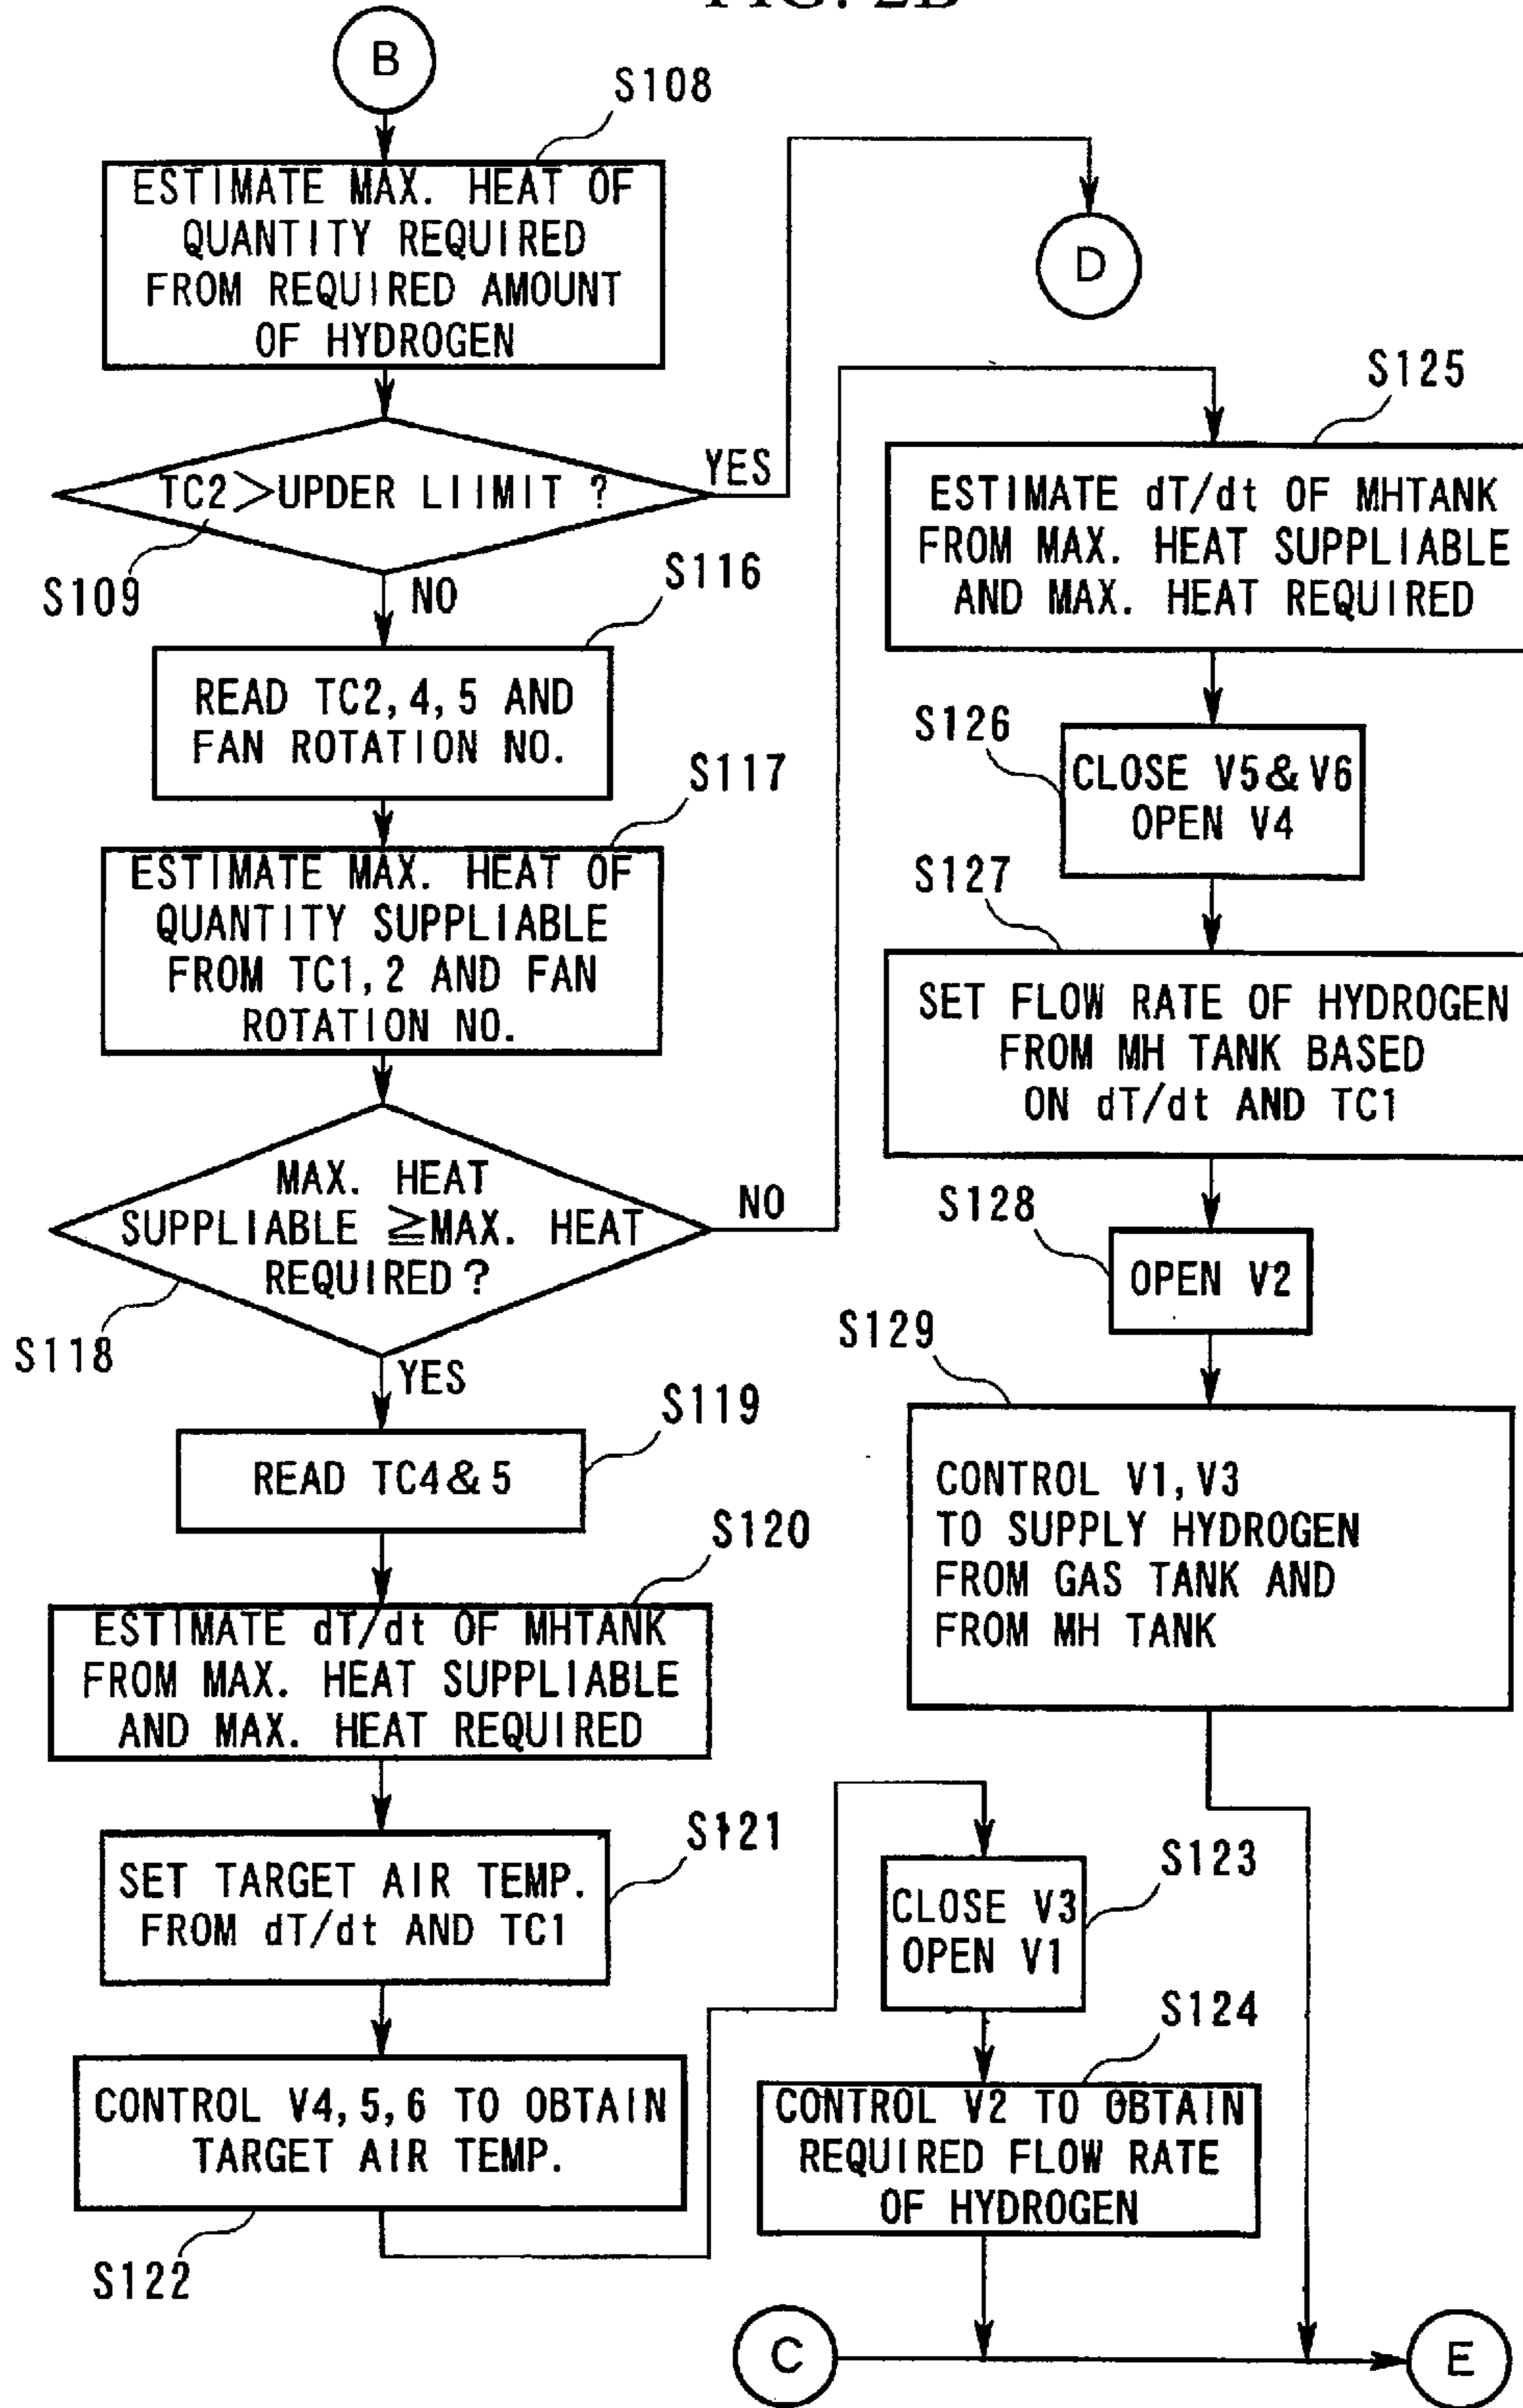 FIG. 2B
B
S108
ESTIMATE MAX. HEAT OF
QUANTITY REQUIRED
FROM REQUIRED AMOUNT
OF HYDROGEN
D
TC2>UPDER LIIMIT ?
YES
S109
NO
S116
READ TC2, 4, 5 AND
FAN ROTATION NO.
S117
ESTIMATE MAX. HEAT OF
QUANTITY SUPPLIABLE
FROM TC1, 2 AND FAN
ROTATION NO.
MAX. HEAT
SUPPLIABLE ≧MAX. HEAT
REQUIRED?
NO
S118
YES
S119
READ TC4&5
S120
ESTIMATE dT/dt OF MHTANK
FROM MAX. HEAT SUPPLIABLE
AND MAX. HEAT REQUIRED
S121
SET TARGET AIR TEMP.
FROM dT/dt AND TC1
CONTROL V4, 5, 6 TO OBTAIN
TARGET AIR TEMP.
S122
S125
ESTIMATE dT/dt OF MHTANK
FROM MAX. HEAT SUPPLIABLE
AND MAX. HEAT REQUIRED
S126
CLOSE V5&V6
OPEN V4
S127
SET FLOW RATE OF HYDROGEN
FROM MH TANK BASED
ON dT/dt AND TC1
S128
OPEN V2
S129
CONTROL V1, V3
TO SUPPLY HYDROGEN
FROM GAS TANK AND
FROM MH TANK
S123
CLOSE V3
OPEN V1
S124
CONTROL V2 TO OBTAIN
REQUIRED FLOW RATE
OF HYDROGEN
C
E